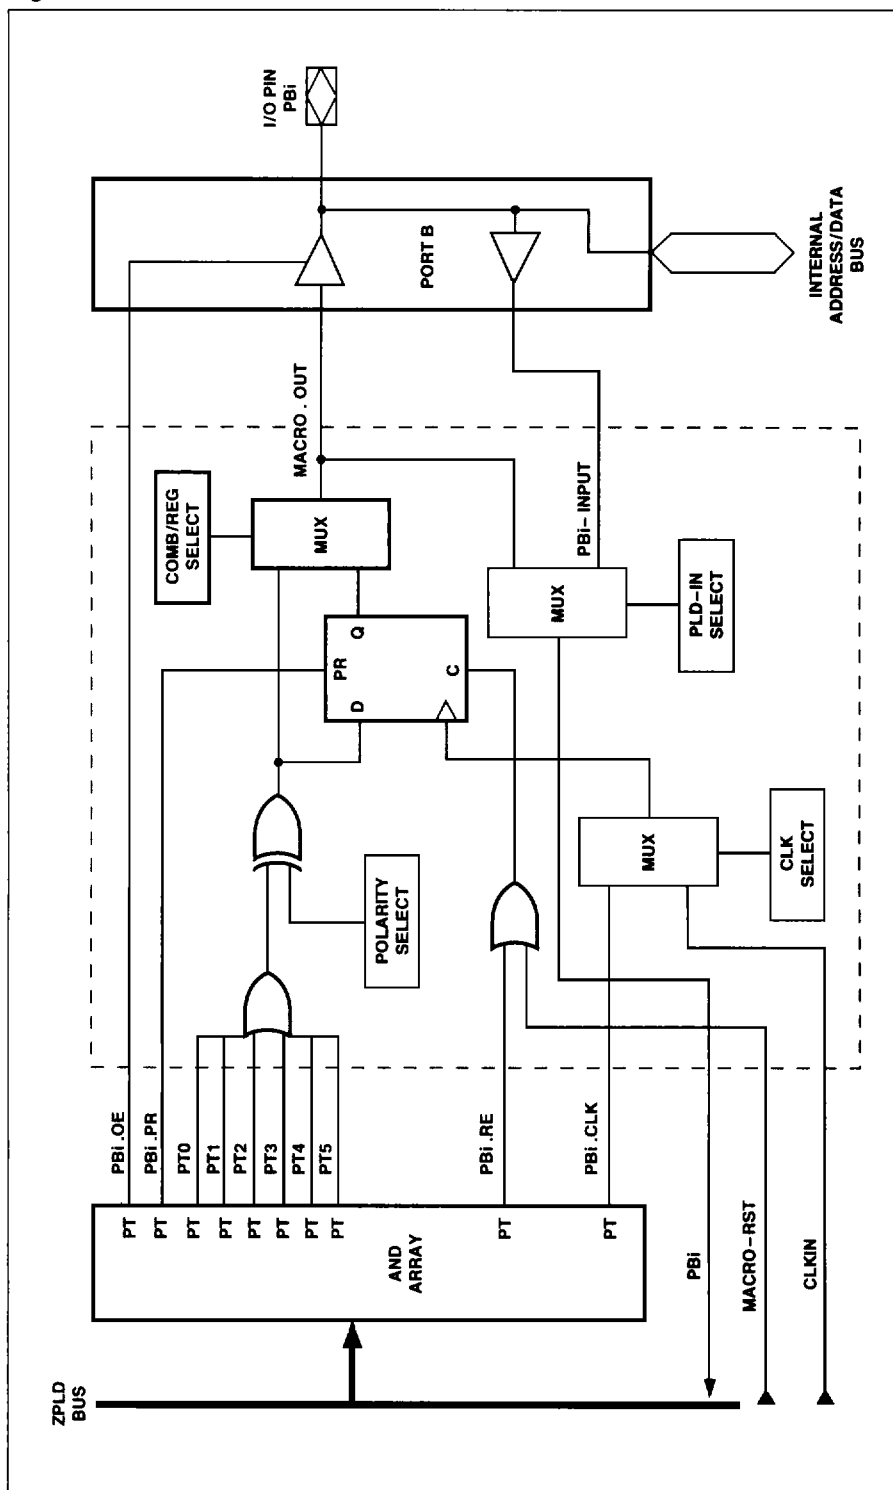 ZPLD
BUS
AND
ARRAY
PT
PT
PT
PT
PT
PT
PT
PT
PT
PT
PBi .OE
PBi .PR
PT0
PT1
PT2
PT3
PT4
PT5
PBi .RE
PBi .CLK
PBi
MACRO–RST
CLKIN
POLARITY
SELECT
D
PR
Q
C
COMB/REG
SELECT
MUX
MUX
CLK
SELECT
MUX
PLD–IN
SELECT
MACRO . OUT
PBi–INPUT
PORT B
I/O PIN
PBi
INTERNAL
ADDRESS/DATA
BUS